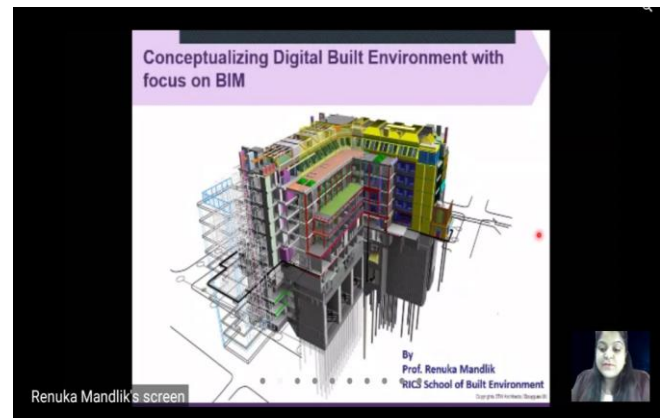 Conceptualizing Digital Built Environment with
focus on BIM
By
Prof. Renuka Mandlik
RICS School of Built Environment
Renuka Mandlik's screen